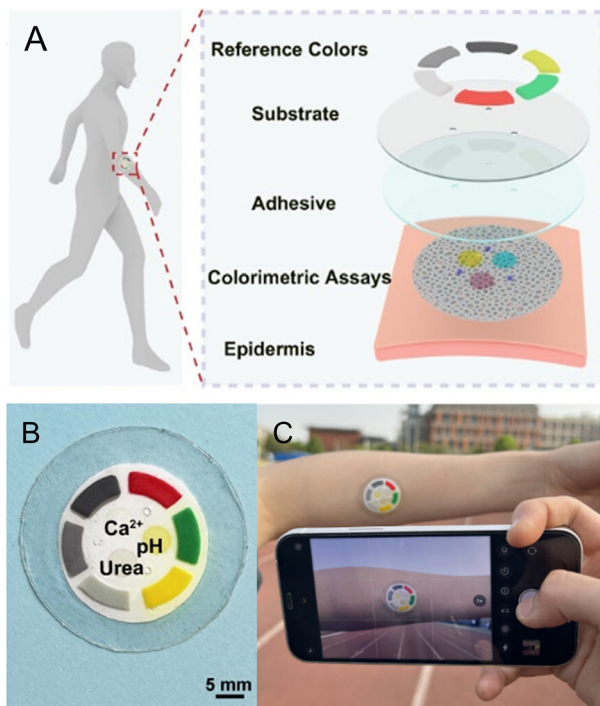 A
Reference Colors
Substrate
Adhesive
Colorimetric Assays
Epidermis
B
Ca²⁺
pH
Urea
5 mm
C